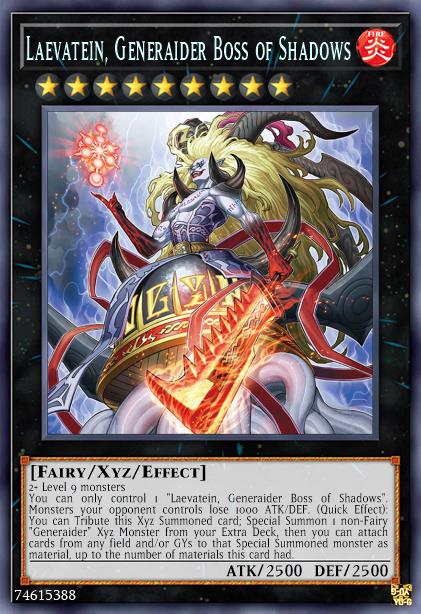 LAEVATEIN, GENERAIDER BOSS OF SHADOWS
FIRE
炎
[FAIRY/XYZ/EFFECT]
2+ Level 9 monsters
You can only control 1 "Laevatein, Generaider Boss of Shadows".
Monsters your opponent controls lose 1000 ATK/DEF. (Quick Effect):
You can Tribute this Xyz Summoned card; Special Summon 1 non-Fairy
"Generaider" Xyz Monster from your Extra Deck, then you can attach
cards from any field and/or GYs to that Special Summoned monster as
material, up to the number of materials this card had.
ATK/2500 DEF/2500
74615388